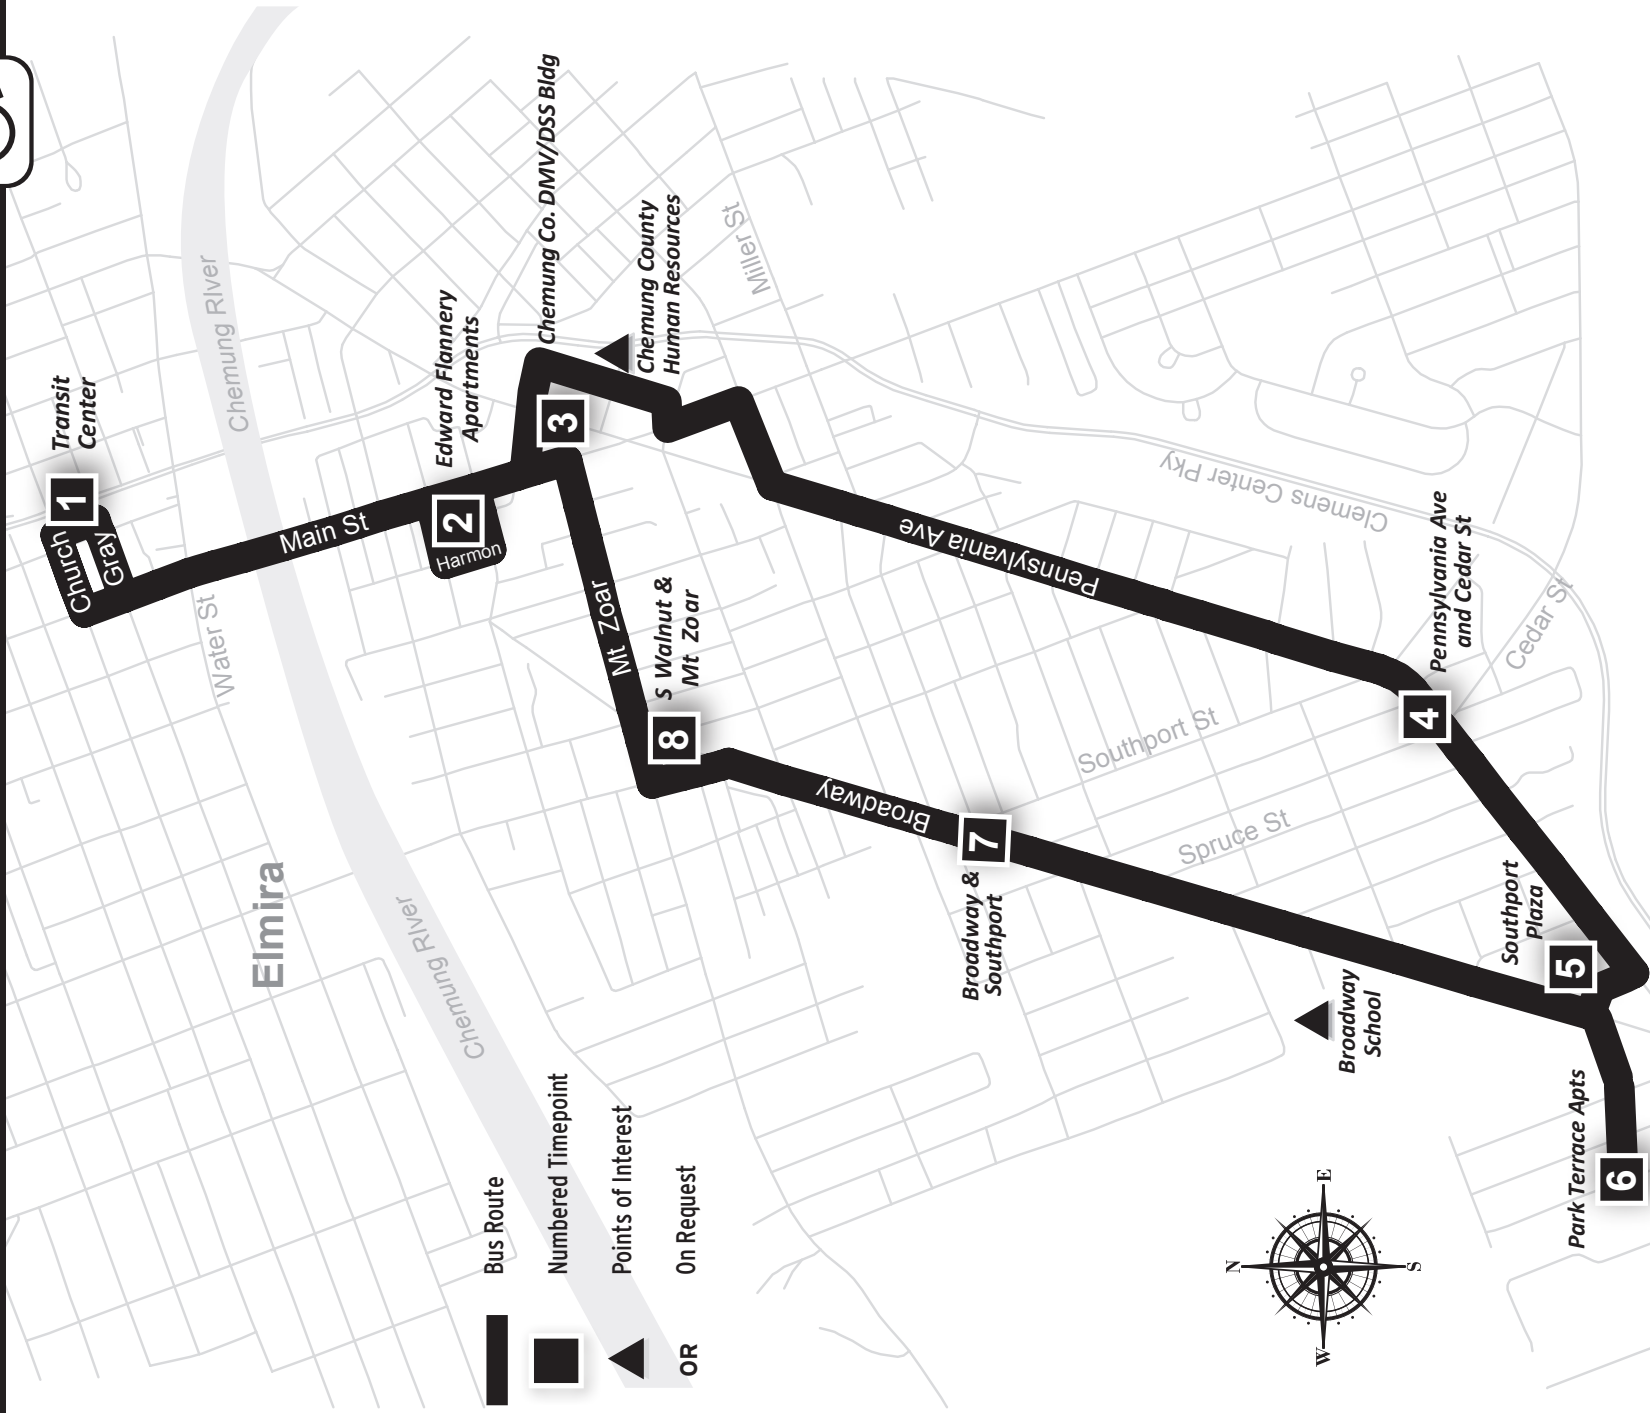 1
Transit
Center
Church
Gray
Main St
Water St
Chemung RIver
Elmira
Chemung RIver
2
Harmon
Edward Flannery
Apartments
3
Chemung Co. DMV/DSS Bldg
Chemung County
Human Resources
Miller St
Mt Zoar
8
S Walnut &
Mt Zoar
Broadway
Pennsylvania Ave
Clemens Center Pky
7
Broadway &
Southport
Southport St
Spruce St
4
Pennsylvania Ave
and Cedar St
Cedar St
5
Southport
Plaza
Broadway
School
6
Park Terrace Apts
Bus Route
Numbered Timepoint
Points of Interest
OR
On Request
N
E
S
W